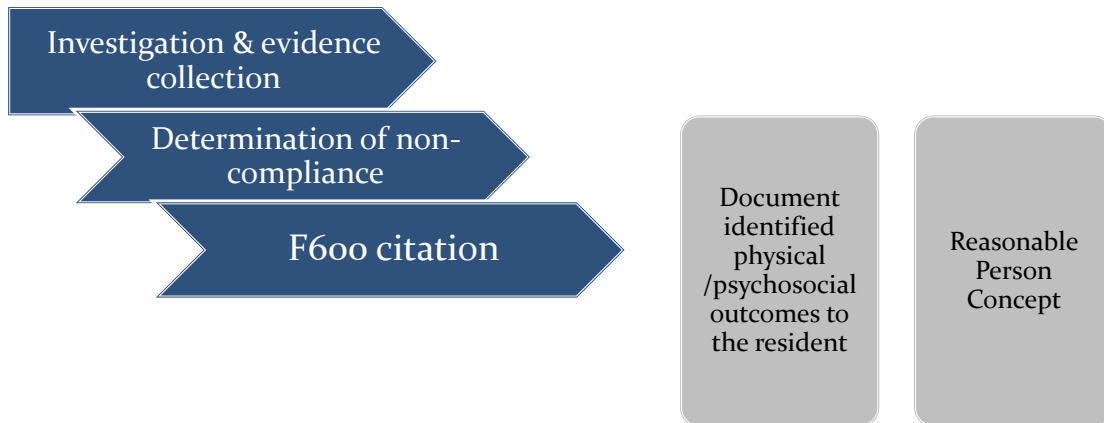 Investigation & evidence
collection
Determination of non-
compliance
F600 citation
Document
identified
physical
/psychosocial
outcomes to
the resident
Reasonable
Person
Concept